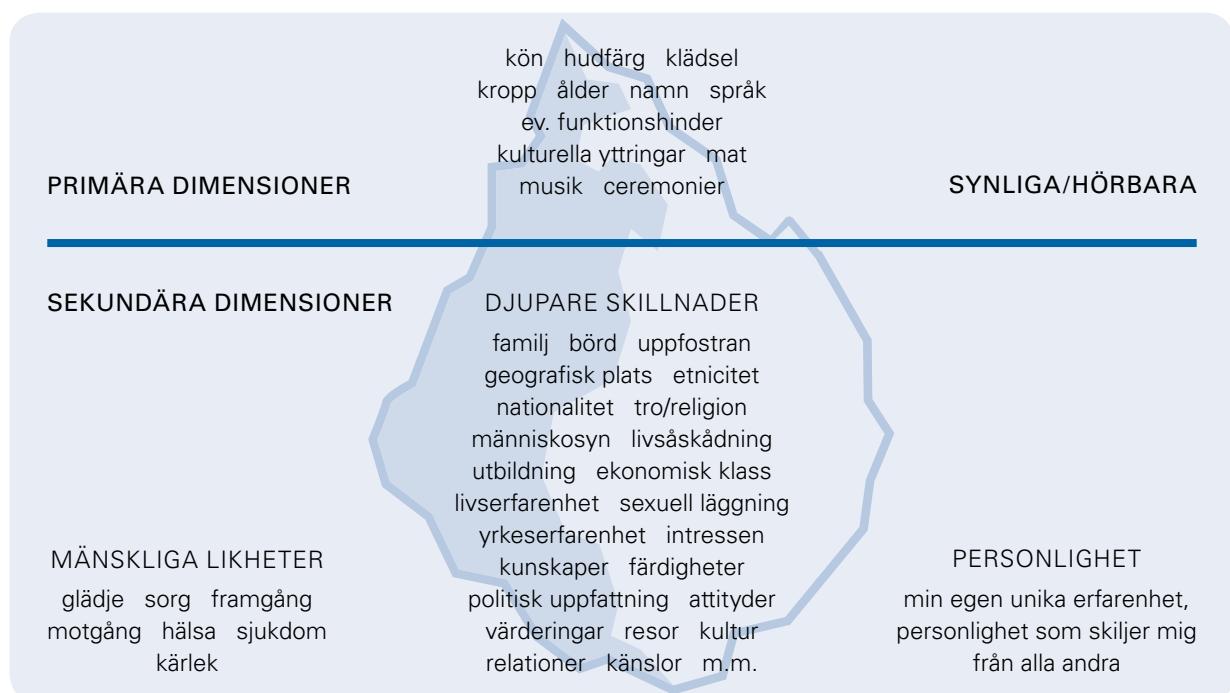 kön hudfärg klädsel
kropp ålder namn språk
ev. funktionshinder
kulturella yttringar mat
musik ceremonier
PRIMÄRA DIMENSIONER
SYNLIGA/HÖRBARA
SEKUNDÄRA DIMENSIONER
DJUPARE SKILLNADER
familj börd uppfostran
geografisk plats etnicitet
nationalitet tro/religion
människosyn livsåskådning
utbildning ekonomisk klass
livserfarenhet sexuell läggning
yrkeserfarenhet intressen
kunskaper färdigheter
politisk uppfattning attityder
värderingar resor kultur
relationer känslor m.m.
MÄNSKLIGA LIKHETER
glädje sorg framgång
motgång hälsa sjukdom
kärlek
PERSONLIGHET
min egen unika erfarenhet,
personlighet som skiljer mig
från alla andra